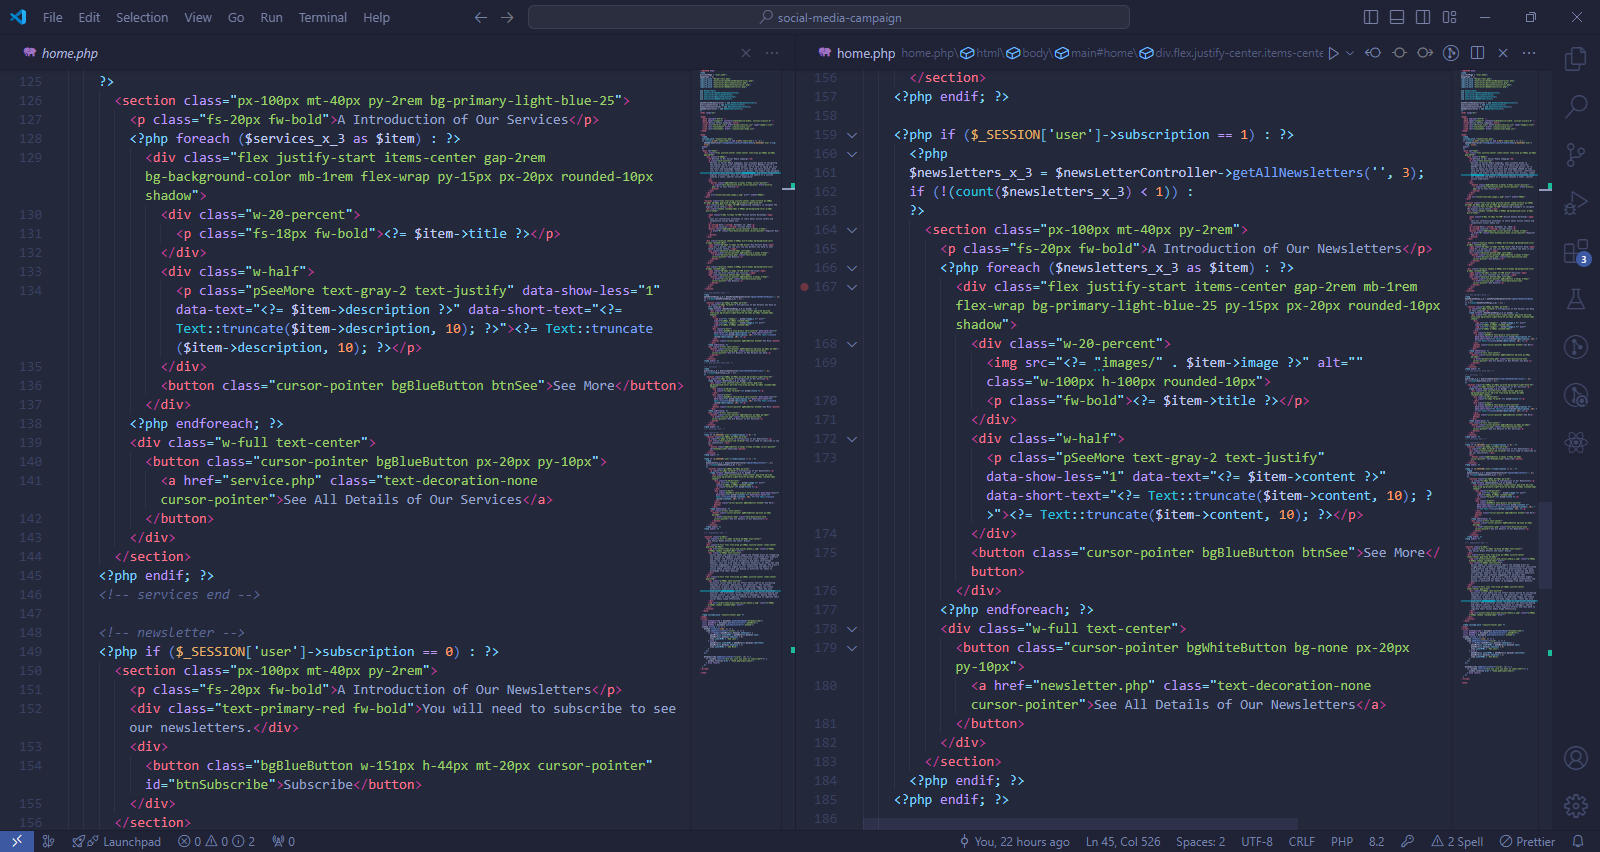 File Edit Selection View Go Run Terminal Help
social-media-campaign
home.php
125 ?>
126 <section class="px-100px mt-40px py-2rem bg-primary-light-blue-25">
127 <p class="fs-20px fw-bold">A Introduction of Our Services</p>
128 <?php foreach ($services_x_3 as $item) : ?>
129 <div class="flex justify-start items-center gap-2rem
bg-background-color mb-1rem flex-wrap py-15px px-20px rounded-10px
shadow">
130 <div class="w-20-percent">
131 <p class="fs-18px fw-bold"><?= $item->title ?></p>
132 </div>
133 <div class="w-half">
134 <p class="pSeeMore text-gray-2 text-justify" data-show-less="1"
data-text="<?= $item->description ?>" data-short-text="<?=
Text::truncate($item->description, 10); ?>"><?= Text::truncate
($item->description, 10); ?></p>
135 </div>
136 <button class="cursor-pointer bgBlueButton btnSee">See More</button>
137 </div>
138 <?php endforeach; ?>
139 <div class="w-full text-center">
140 <button class="cursor-pointer bgBlueButton px-20px py-10px">
141 <a href="service.php" class="text-decoration-none
cursor-pointer">See All Details of Our Services</a>
142 </button>
143 </div>
144 </section>
145 <?php endif; ?>
146 <!-- services end -->
147
148 <!-- newsletter -->
149 <?php if ($_SESSION['user']->subscription == 0) : ?>
150 <section class="px-100px mt-40px py-2rem">
151 <p class="fs-20px fw-bold">A Introduction of Our Newsletters</p>
152 <div class="text-primary-red fw-bold">You will need to subscribe to see
our newsletters.</div>
153 <div>
154 <button class="bgBlueButton w-151px h-44px mt-20px cursor-pointer"
id="btnSubscribe">Subscribe</button>
155 </div>
156 </section>
home.php home.php\html\body\main#home\div.flex.justify-center.items-cente
156 </section>
157 <?php endif; ?>
158
159 <?php if ($_SESSION['user']->subscription == 1) : ?>
160 <?php
161 $newsletters_x_3 = $newsLetterController->getAllNewsletters('', 3);
162 if (!(count($newsletters_x_3) < 1)) :
163 ?>
164 <section class="px-100px mt-40px py-2rem">
165 <p class="fs-20px fw-bold">A Introduction of Our Newsletters</p>
166 <?php foreach ($newsletters_x_3 as $item) : ?>
167 <div class="flex justify-start items-center gap-2rem mb-1rem
flex-wrap bg-primary-light-blue-25 py-15px px-20px rounded-10px
shadow">
168 <div class="w-20-percent">
169 <img src="<?= "images/" . $item->image ?>" alt=""
class="w-100px h-100px rounded-10px">
170 <p class="fw-bold"><?= $item->title ?></p>
171 </div>
172 <div class="w-half">
173 <p class="pSeeMore text-gray-2 text-justify"
data-show-less="1" data-text="<?= $item->content ?>"
data-short-text="<?= Text::truncate($item->content, 10); ?
>"><?= Text::truncate($item->content, 10); ?></p>
174 </div>
175 <button class="cursor-pointer bgBlueButton btnSee">See More</
button>
176 </div>
177 <?php endforeach; ?>
178 <div class="w-full text-center">
179 <button class="cursor-pointer bgWhiteButton bg-none px-20px
py-10px">
180 <a href="newsletter.php" class="text-decoration-none
cursor-pointer">See All Details of Our Newsletters</a>
181 </button>
182 </div>
183 </section>
184 <?php endif; ?>
185 <?php endif; ?>
186
3
Launchpad 0 0 2 0 You, 22 hours ago Ln 45, Col 526 Spaces: 2 UTF-8 CRLF PHP 8.2 2 Spell Prettier